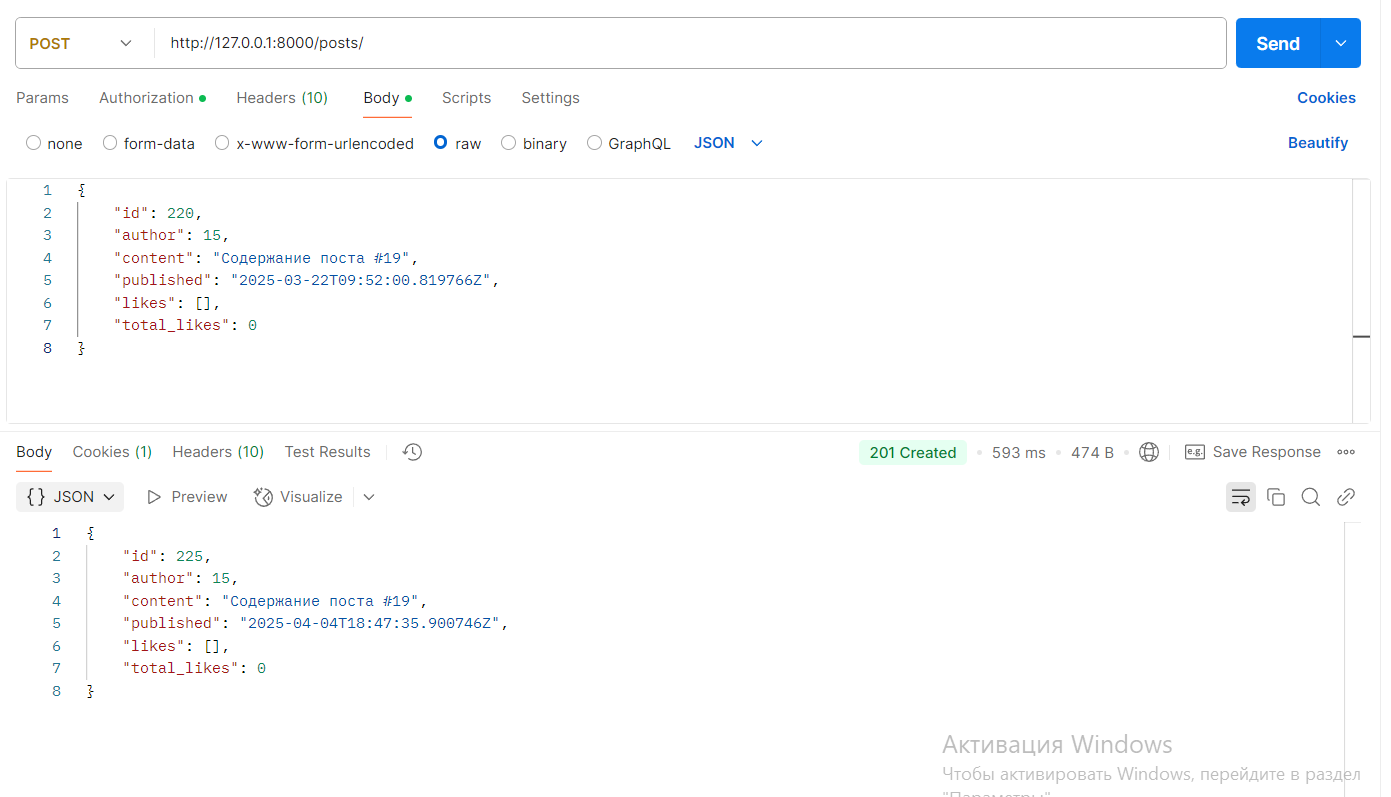 POST http://127.0.0.1:8000/posts/ Send
Params Authorization Headers (10) Body Scripts Settings Cookies
none form-data x-www-form-urlencoded raw binary GraphQL JSON Beautify
1 {
2 "id": 220,
3 "author": 15,
4 "content": "Содержание поста #19",
5 "published": "2025-03-22T09:52:00.819766Z",
6 "likes": [],
7 "total_likes": 0
8 }
Body Cookies (1) Headers (10) Test Results 201 Created 593 ms 474 B e.g. Save Response
{} JSON Preview Visualize
1 {
2 "id": 225,
3 "author": 15,
4 "content": "Содержание поста #19",
5 "published": "2025-04-04T18:47:35.900746Z",
6 "likes": [],
7 "total_likes": 0
8 }
Активация Windows
Чтобы активировать Windows, перейдите в раздел
"Параметры"